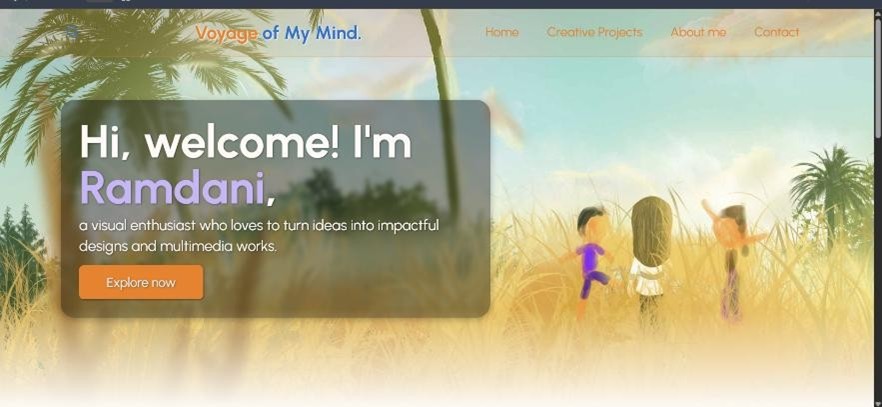 Voyage of My Mind.
Home Creative Projects About me Contact
Hi, welcome! I'm
Ramdani,
a visual enthusiast who loves to turn ideas into impactful
designs and multimedia works.
Explore now